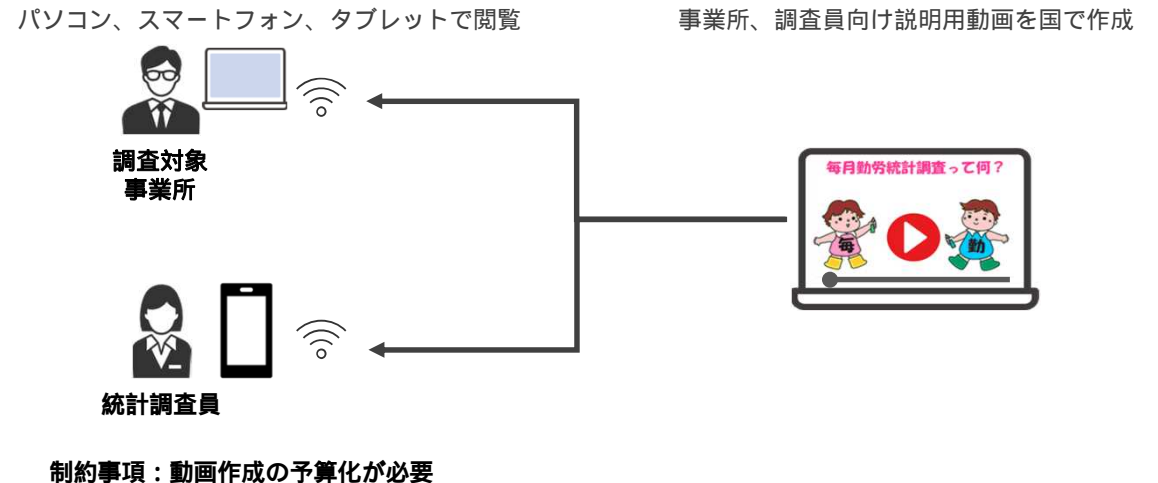 パソコン、スマートフォン、タブレットで閲覧
事業所、調査員向け説明用動画を国で作成
調査対象
事業所
毎月勤労統計調査って何？
毎
勤
統計調査員
制約事項：動画作成の予算化が必要